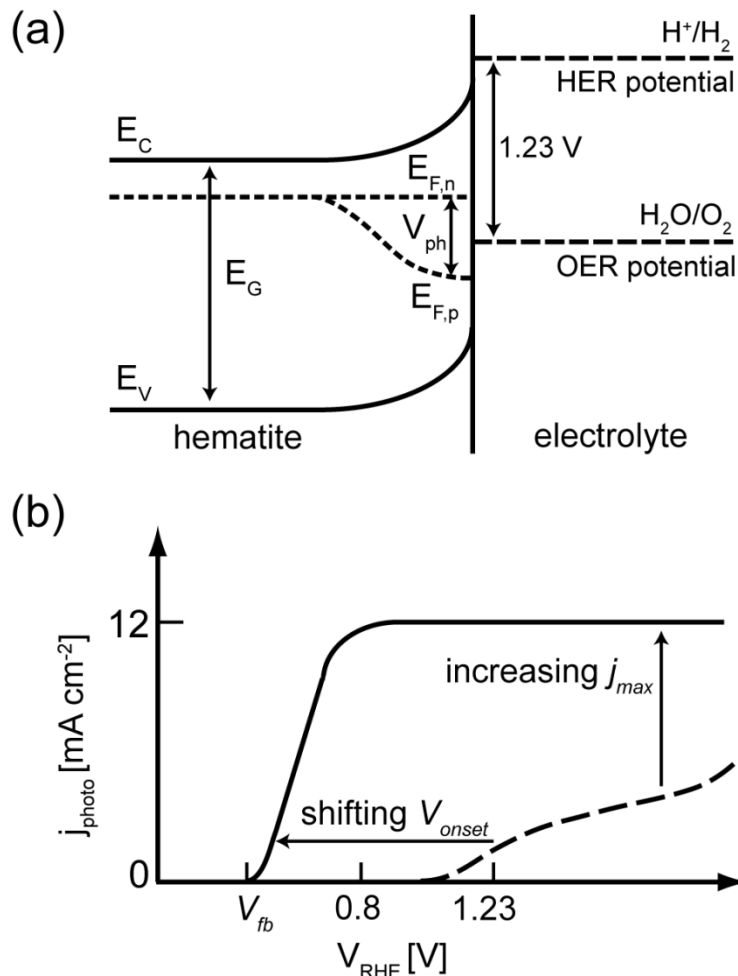 (a)
H⁺/H₂
HER potential
E_C
E_F,n
1.23 V
V_ph
H₂O/O₂
OER potential
E_G
E_F,p
E_V
hematite
electrolyte
(b)
12
increasing j_max
j_photo [mA cm⁻²]
shifting V_onset
0
V_fb
0.8
1.23
V_RHE [V]